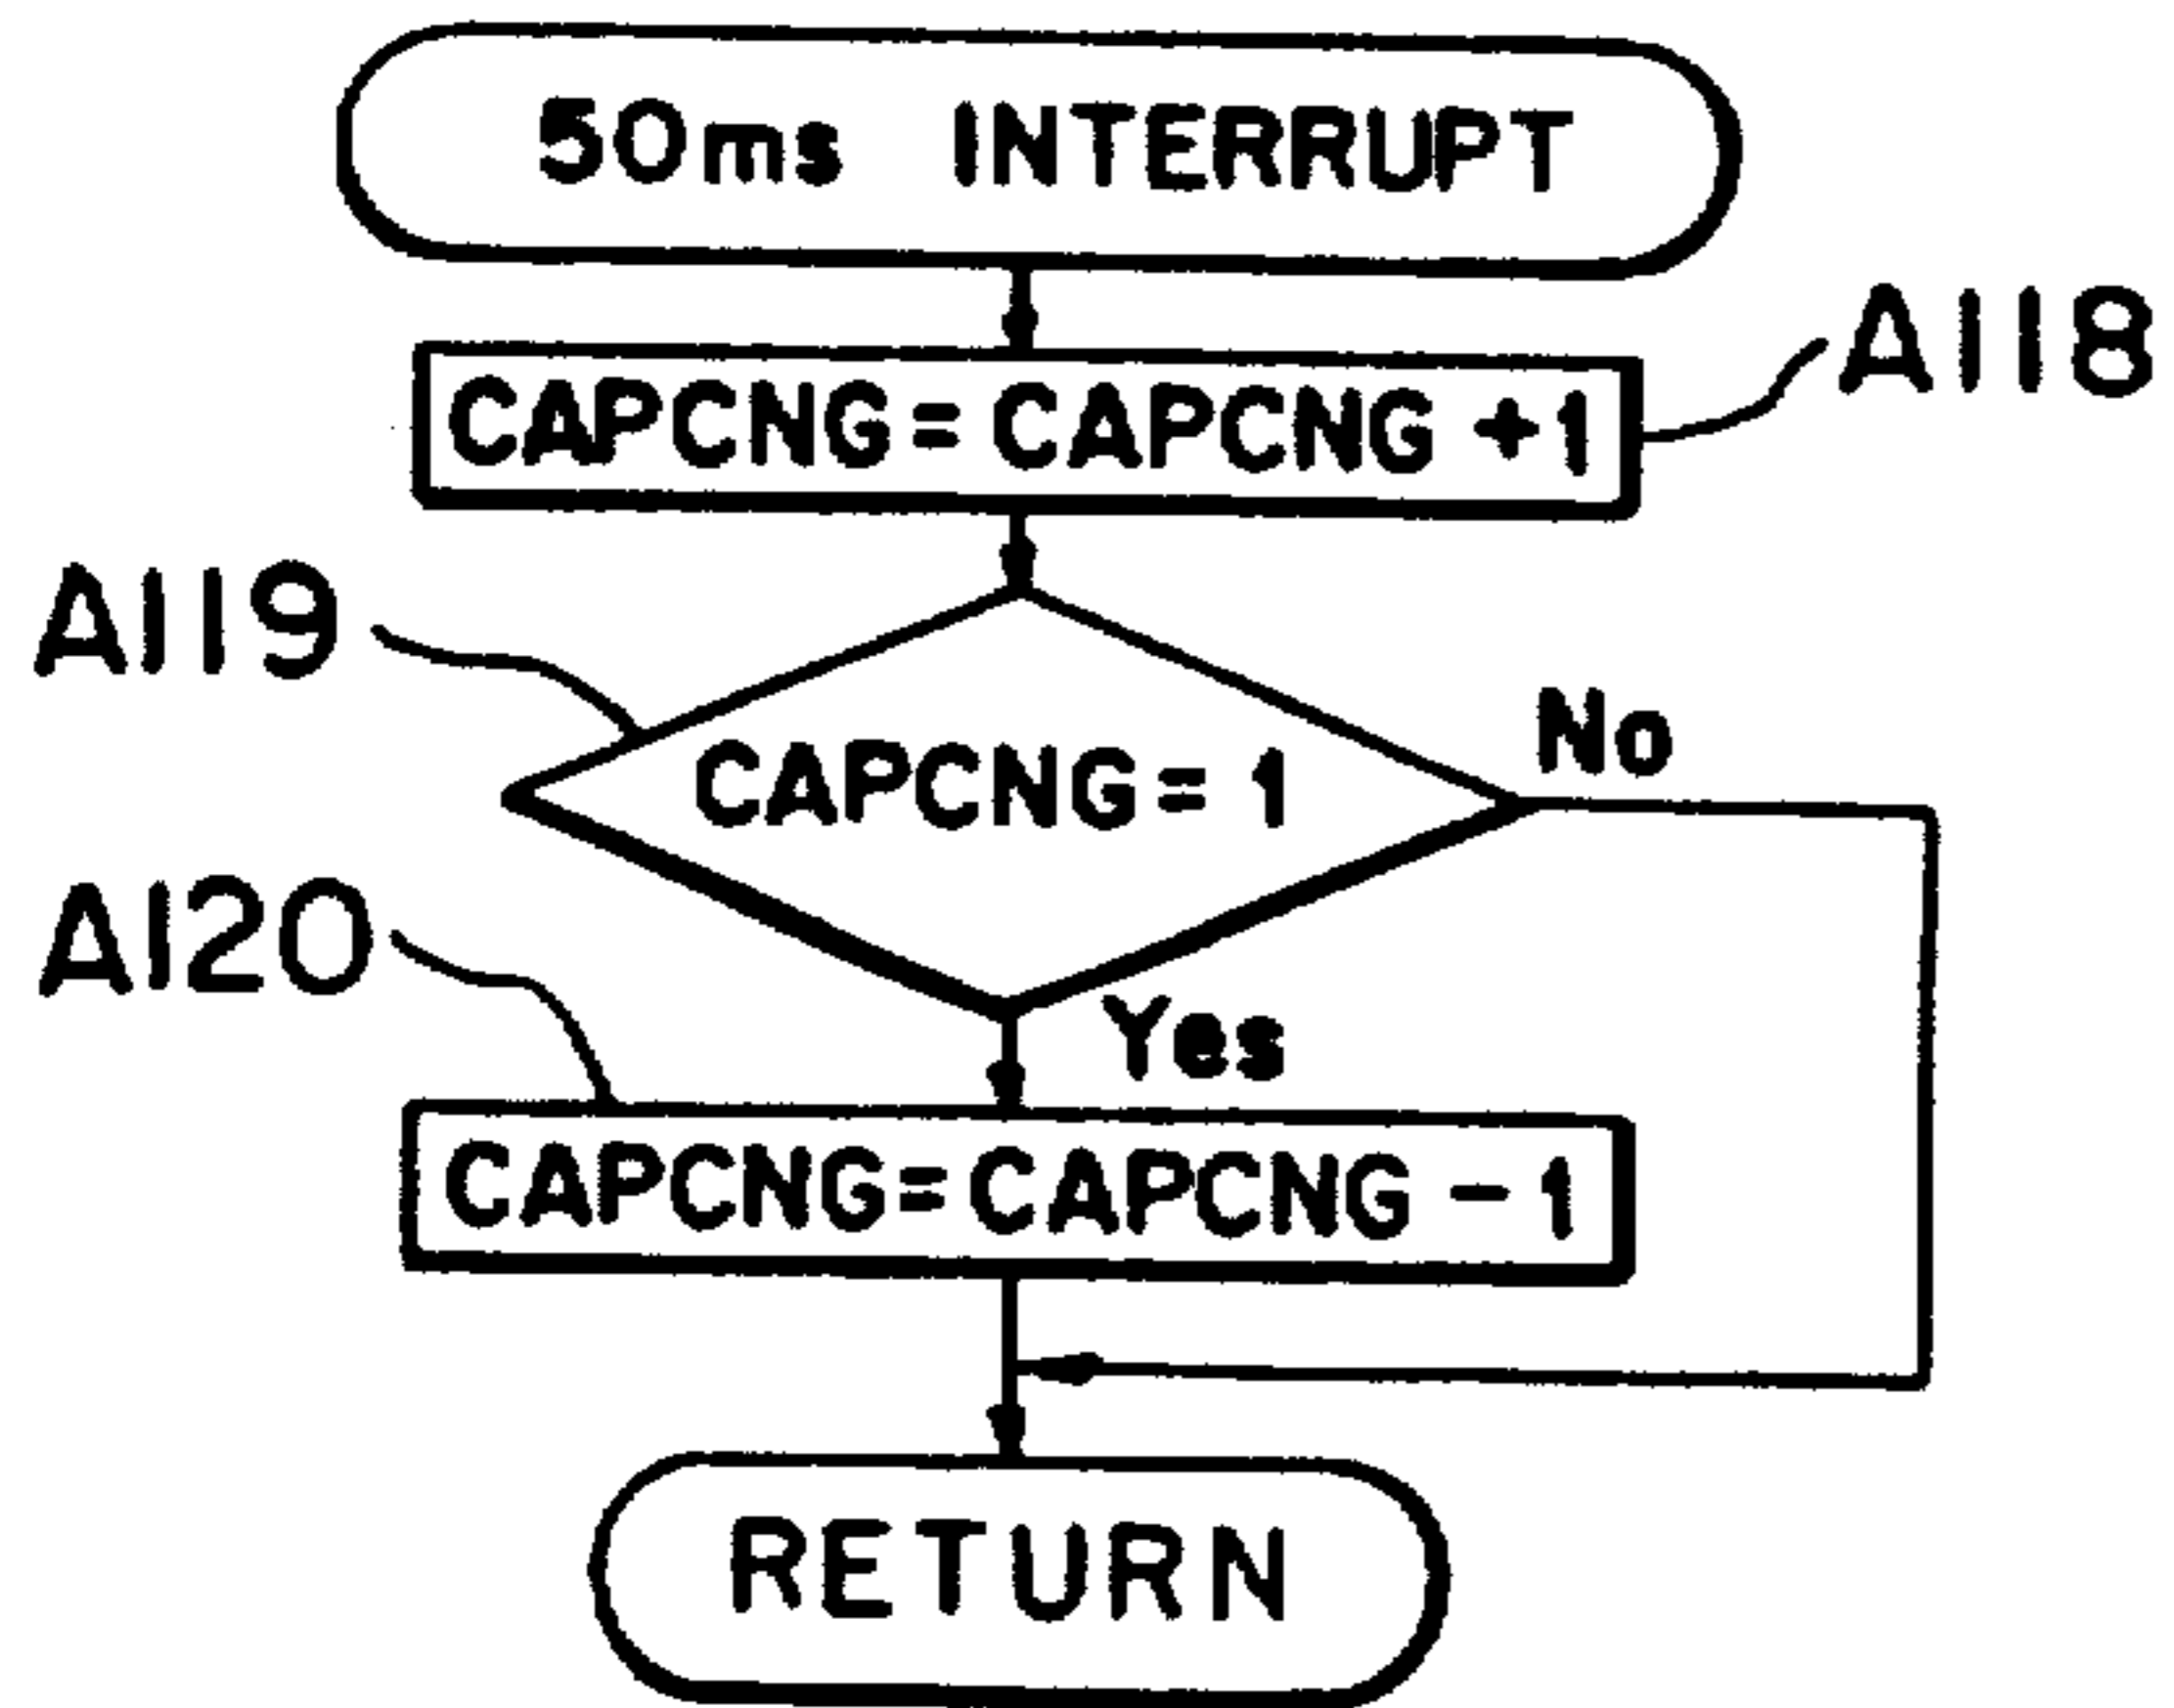 50ms INTERRUPT
CAPCNG=CAPCNG+1
A118
A119
CAPCNG=1
No
A120
Yes
CAPCNG=CAPCNG-1
RETURN